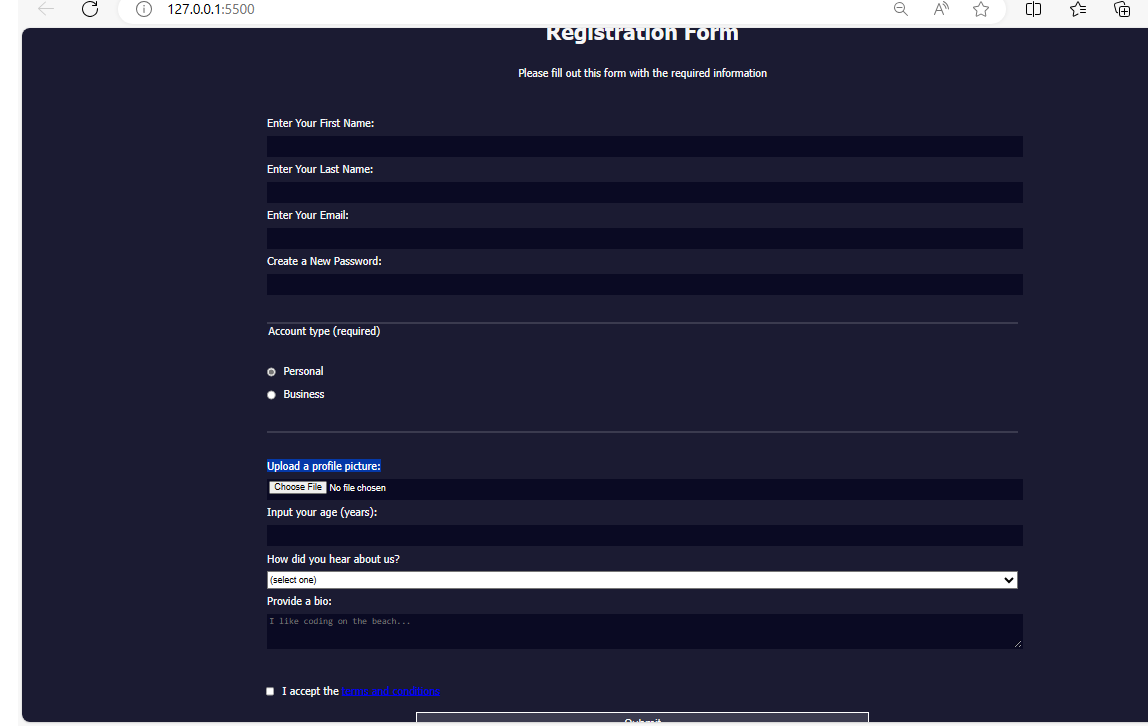 127.0.0.1:5500
Registration Form
Please fill out this form with the required information
Enter Your First Name:
Enter Your Last Name:
Enter Your Email:
Create a New Password:
Account type (required)
Personal
Business
Upload a profile picture:
Choose File No file chosen
Input your age (years):
How did you hear about us?
(select one)
Provide a bio:
I like coding on the beach...
I accept the terms and conditions
Submit